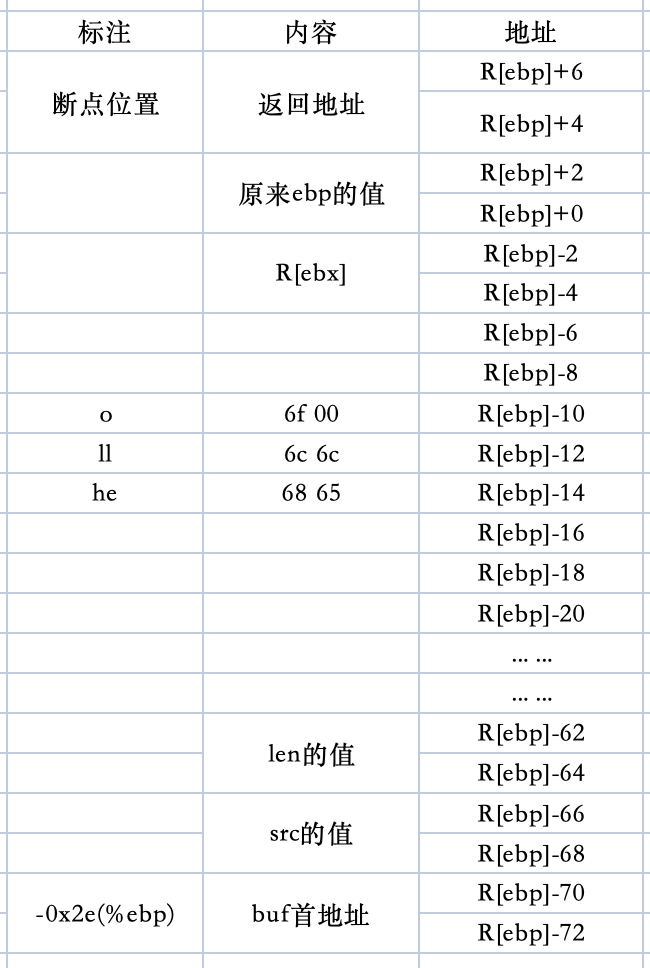 标注 内容 地址
R[ebp]+6
断点位置 返回地址
R[ebp]+4
R[ebp]+2
原来ebp的值
R[ebp]+0
R[ebp]-2
R[ebx]
R[ebp]-4
R[ebp]-6
R[ebp]-8
o 6f 00 R[ebp]-10
ll 6c 6c R[ebp]-12
he 68 65 R[ebp]-14
R[ebp]-16
R[ebp]-18
R[ebp]-20
... ...
... ...
R[ebp]-62
len的值
R[ebp]-64
R[ebp]-66
src的值
R[ebp]-68
R[ebp]-70
-0x2e(%ebp) buf首地址
R[ebp]-72